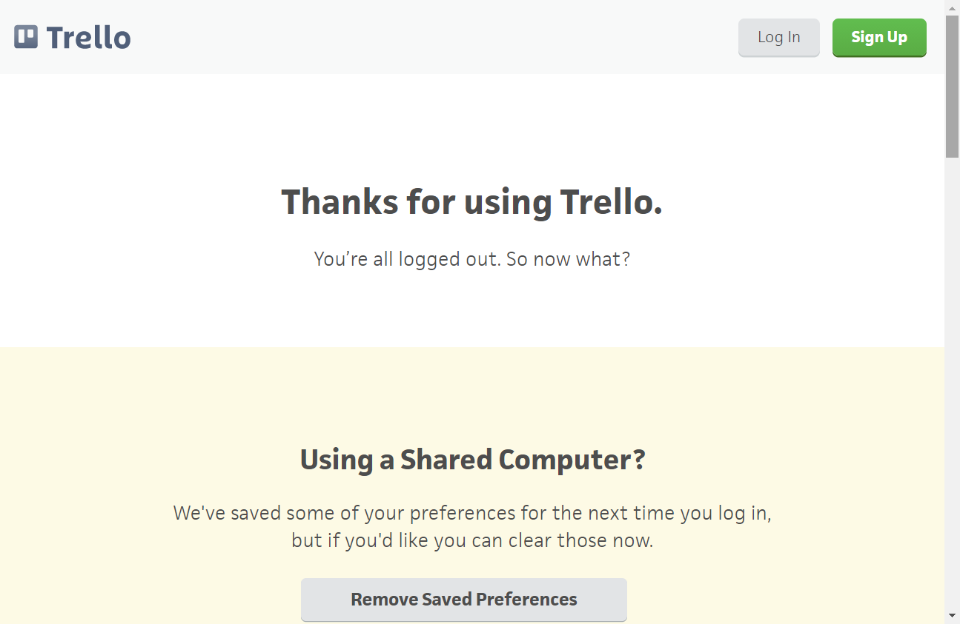 Trello
Log In
Sign Up
Thanks for using Trello.
You're all logged out. So now what?
Using a Shared Computer?
We've saved some of your preferences for the next time you log in,
but if you'd like you can clear those now.
Remove Saved Preferences